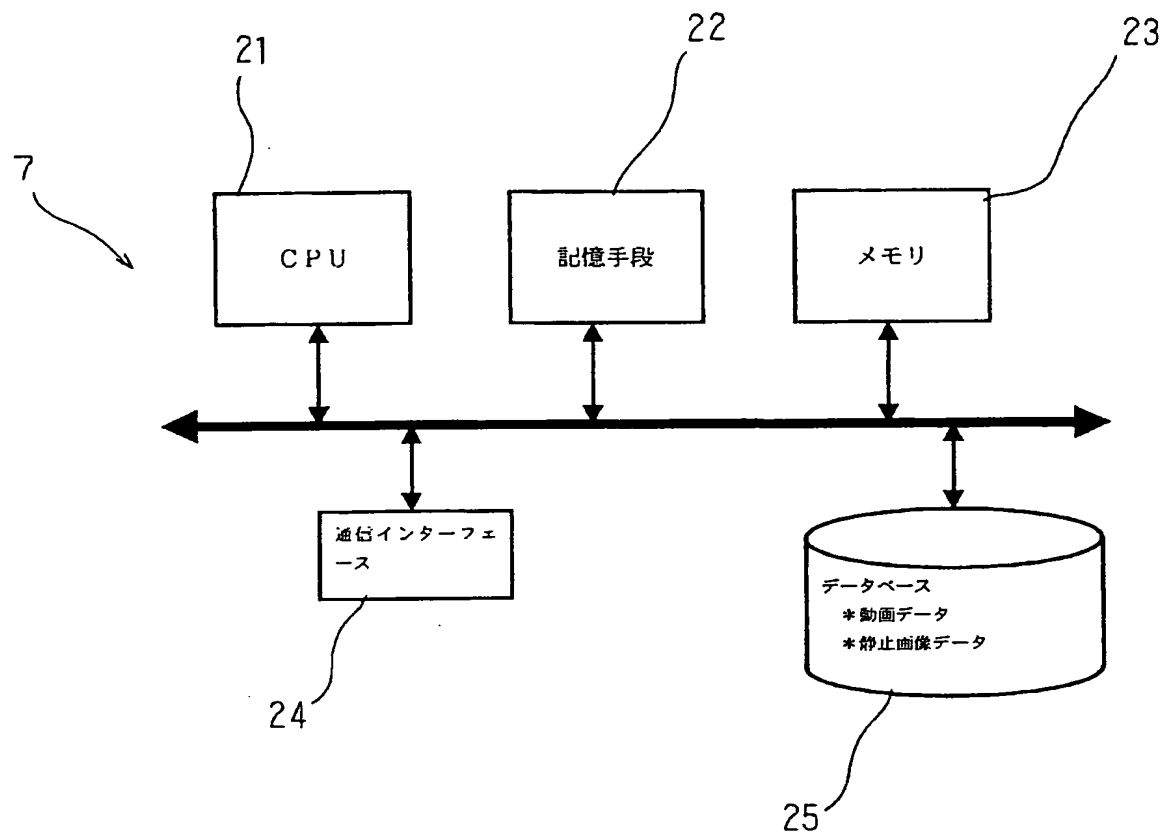 21
22
23
7
CPU
記憶手段
メモリ
通信インターフェ
ース
データベース
*動画データ
*静止画像データ
24
25